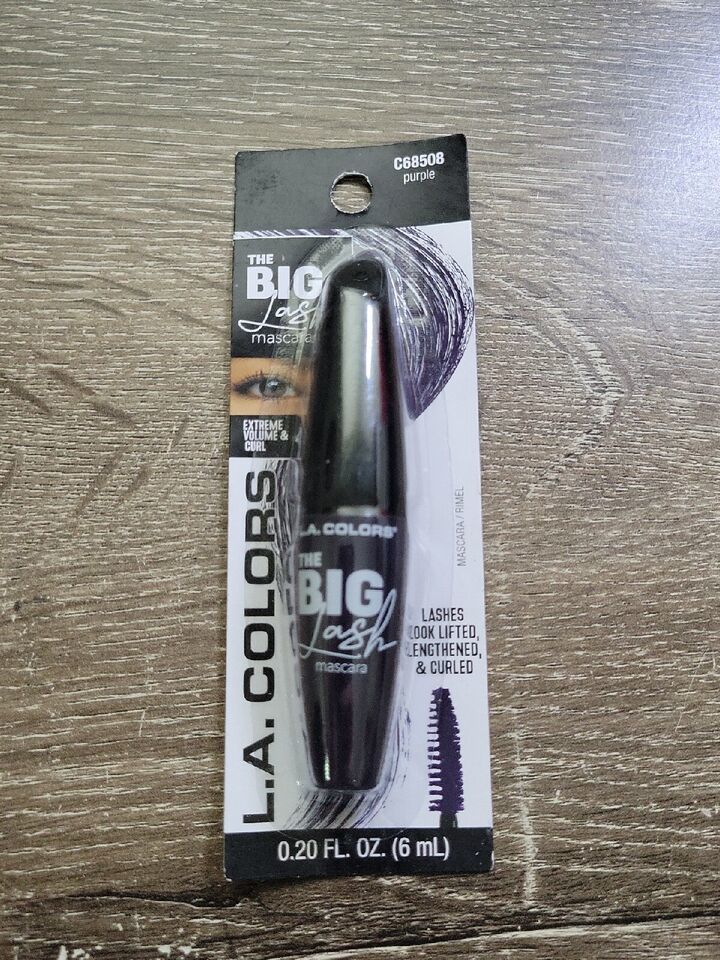 C68508
purple
THE
BIG
Lash
mascara
EXTREME
VOLUME &
CURL
L.A. COLORS
L.A. COLORS®
THE
BIG
Lash
mascara
MASCARA / RIMEL
LASHES
LOOK LIFTED,
LENGTHENED,
& CURLED
0.20 FL. OZ. (6 mL)